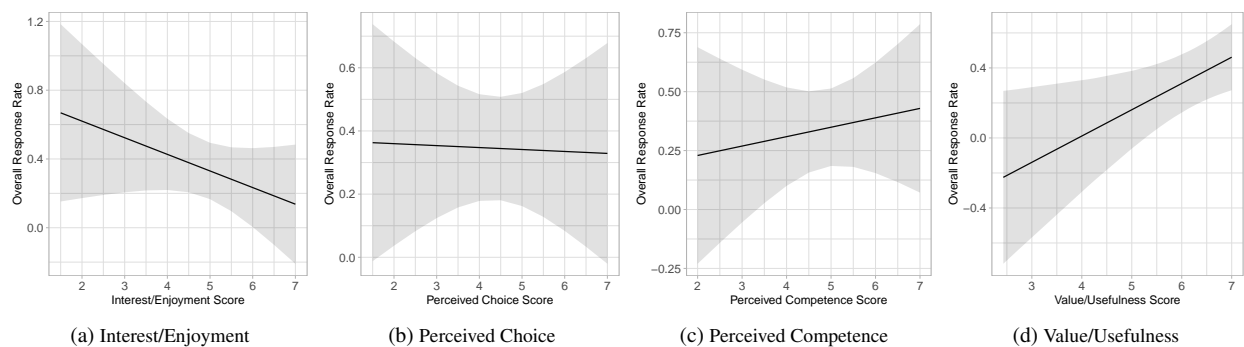 1.2
0.8
0.4
0.0
Overall Response Rate
2 3 4 5 6 7
Interest/Enjoyment Score
(a) Interest/Enjoyment
0.6
0.4
0.2
0.0
Overall Response Rate
2 3 4 5 6 7
Perceived Choice Score
(b) Perceived Choice
0.75
0.50
0.25
0.00
−0.25
Overall Response Rate
2 3 4 5 6 7
Perceived Competence Score
(c) Perceived Competence
0.4
0.0
−0.4
Overall Response Rate
3 4 5 6 7
Value/Usefulness Score
(d) Value/Usefulness